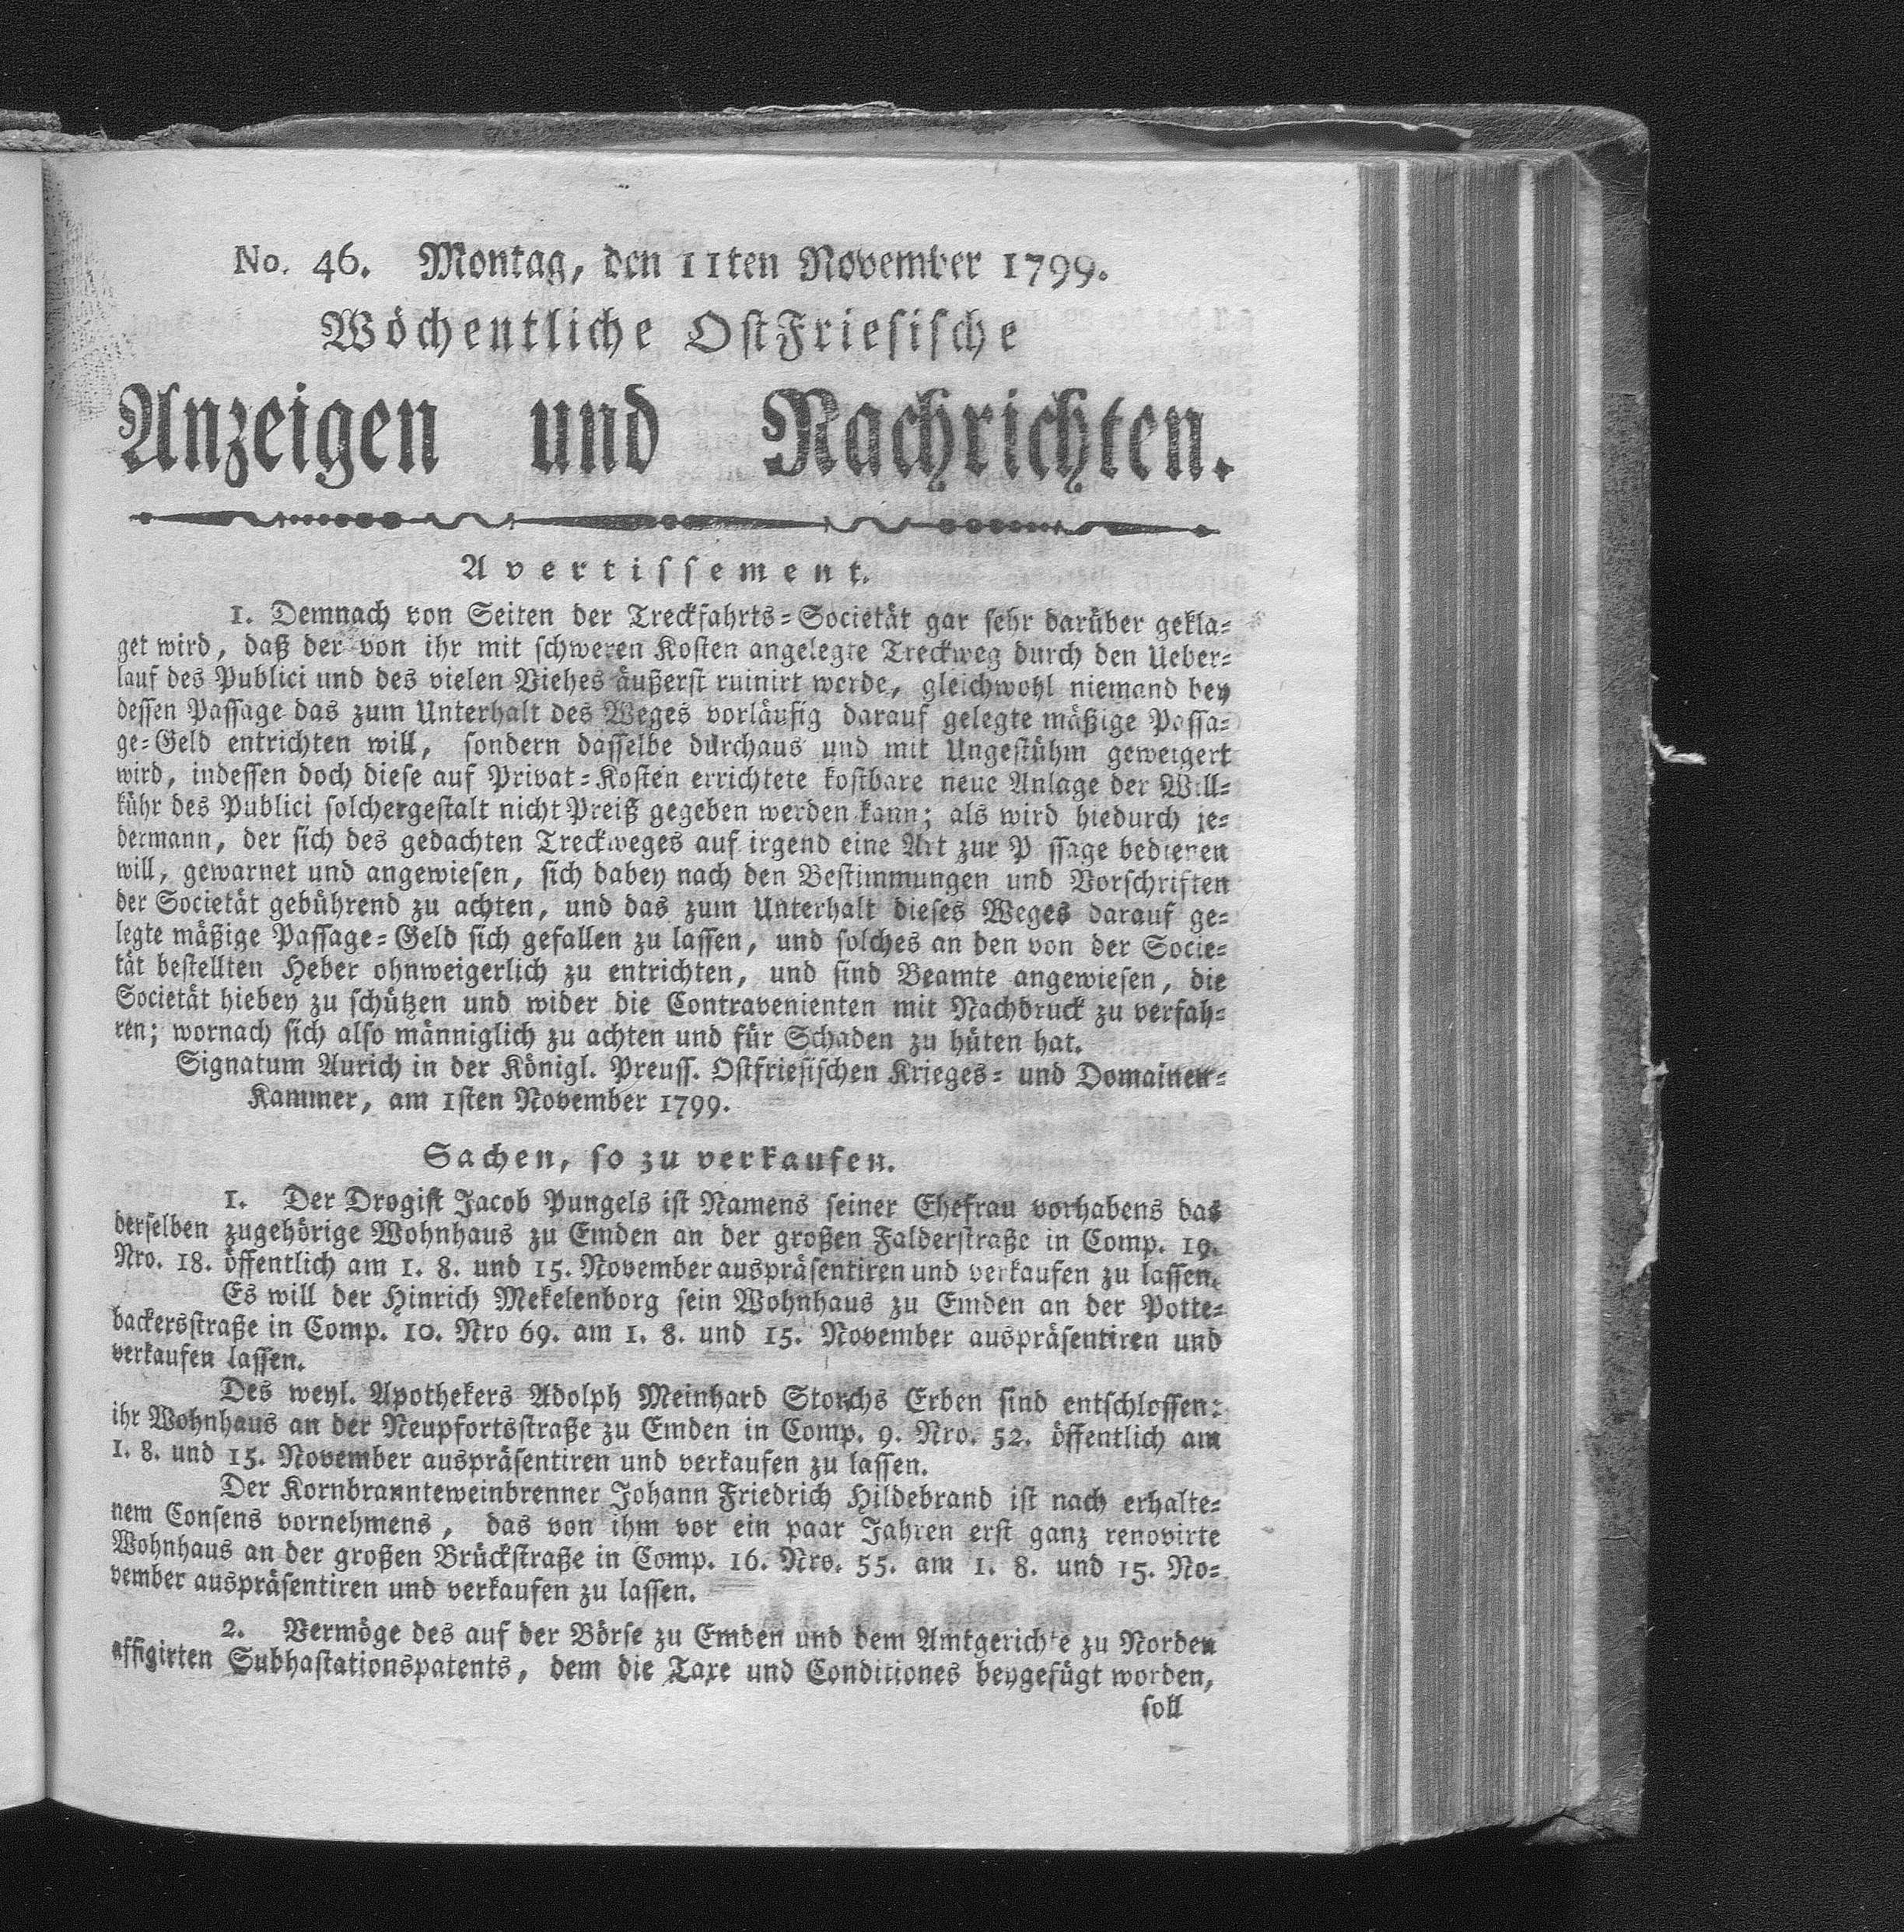 No. 46. Montag, den 11ten November 1799.
Wöchentliche OstFriesische
Anzeigen und Nachrichten.
Avertissement.
1. Demnach von Seiten der Treckfahrts=Societät gar sehr darüber gekla=
get wird, daß der von ihr mit schweren Kosten angelegte Treckweg durch den Ueber=
lauf des Publici und des vielen Viehes äußerst ruinirt werde, gleichwohl niemand bey
dessen Passage das zum Unterhalt des Weges vorläufig darauf gelegte mäßige Passa=
ge=Geld entrichten will, sondern dasselbe durchaus und mit Ungestühm geweigert
wird, indessen doch diese auf Privat=Kosten errichtete kostbare neue Anlage der Will=
kühr des Publici solchergestalt nicht Preiß gegeben werden kann; als wird hiedurch je=
dermann, der sich des gedachten Treckweges auf irgend eine Art zur P ssage bedienen
will, gewarnet und angewiesen, sich dabey nach den Bestimmungen und Vorschriften
der Societät gebührend zu achten, und das zum Unterhalt dieses Weges darauf ge=
legte mäßige Passage=Geld sich gefallen zu lassen, und solches an den von der Socie=
tät bestellten Heber ohnweigerlich zu entrichten, und sind Beamte angewiesen, die
Societät hiebey zu schützen und wider die Contravenienten mit Nachdruck zu verfah=
ren; wornach sich also männiglich zu achten und für Schaden zu hüten hat.
Signatum Aurich in der Königl. Preuss. Ostfriesischen Krieges= und Domainen=
Kammer, am 1sten November 1799.
Sachen, so zu verkaufen.
1. Der Drogist Jacob Pungels ist Namens seiner Ehefrau vorhabens das
derselben zugehörige Wohnhaus zu Emden an der großen Falderstraße in Comp. 19.
Nro. 18. öffentlich am 1. 8. und 15. November auspräsentiren und verkaufen zu lassen.
Es will der Hinrich Mekelenborg sein Wohnhaus zu Emden an der Potte=
backersstraße in Comp. 10. Nro 69. am 1. 8. und 15. November auspräsentiren und
verkaufen lassen.
Des weyl. Apothekers Adolph Meinhard Storchs Erben sind entschlossen:
ihr Wohnhaus an der Neupfortsstraße zu Emden in Comp. 9. Nro. 52. öffentlich am
1. 8. und 15. November auspräsentiren und verkaufen zu lassen.
Der Kornbrannteweinbrenner Johann Friedrich Hildebrand ist nach erhalte=
nem Consens vornehmens, das von ihm vor ein paar Jahren erst ganz renovirte
Wohnhaus an der großen Brückstraße in Comp. 16. Nro. 55. am 1. 8. und 15. No=
vember auspräsentiren und verkaufen zu lassen.
2. Vermöge des auf der Börse zu Emden und dem Amtgerichte zu Norden
affigirten Subhastationspatents, dem die Taxe und Conditiones beygefügt worden,
soll